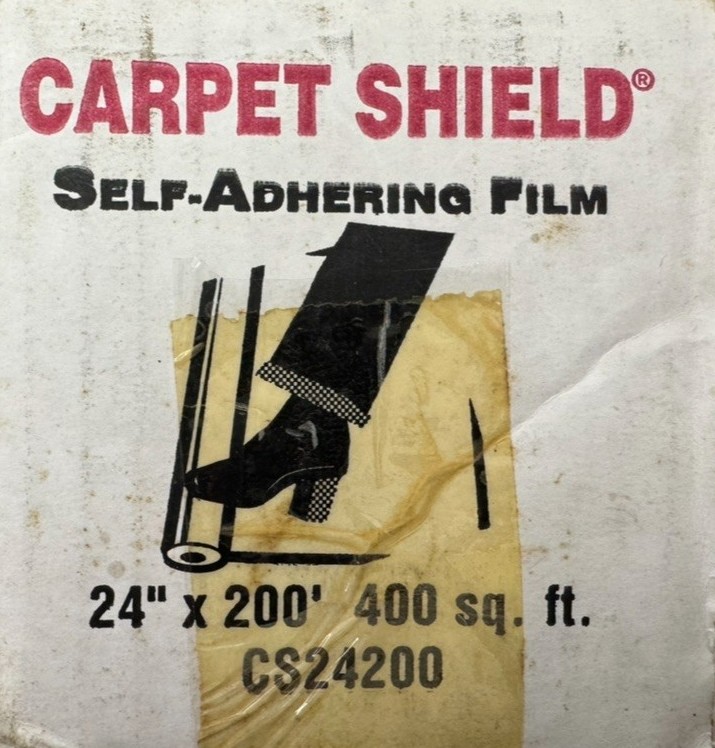 CARPET SHIELD®
SELF-ADHERING FILM
24" x 200' 400 sq. ft.
CS24200